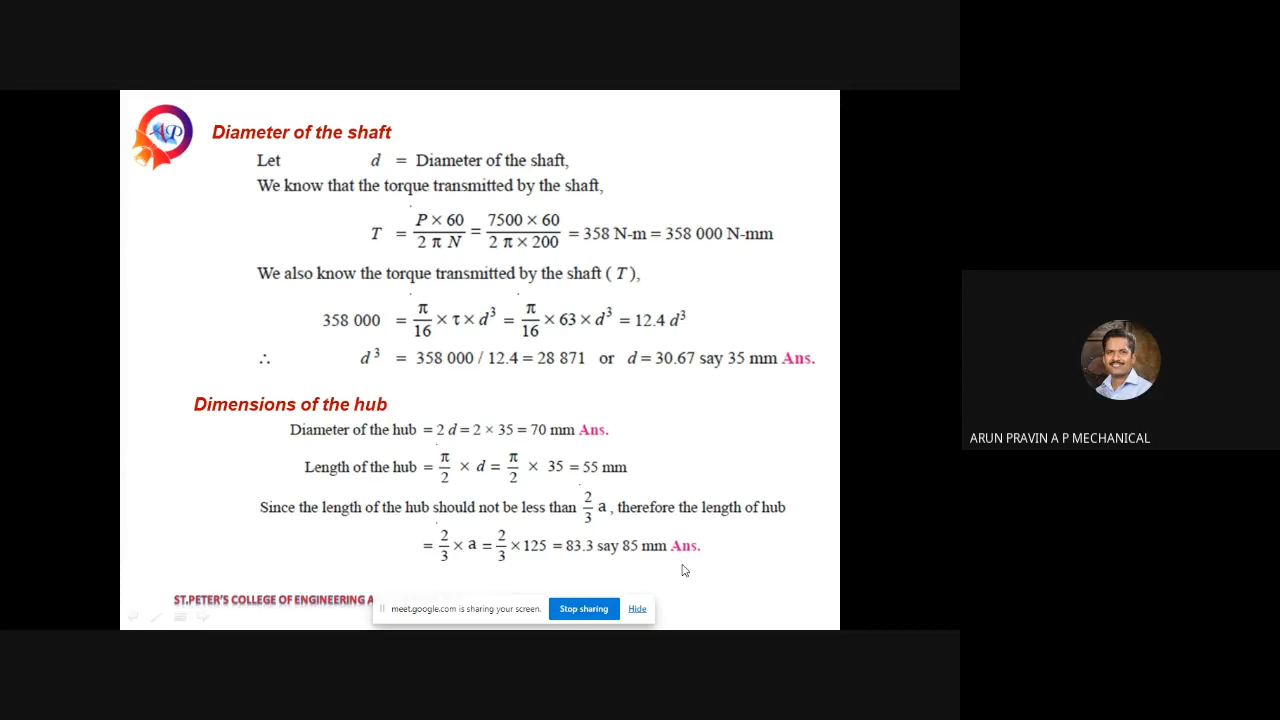 AP
Diameter of the shaft
Let d = Diameter of the shaft,
We know that the torque transmitted by the shaft,
T = P × 60 / 2 π N = 7500 × 60 / 2 π × 200 = 358 N-m = 358 000 N-mm
We also know the torque transmitted by the shaft ( T ),
358 000 = π/16 × τ × d³ = π/16 × 63 × d³ = 12.4 d³
∴ d³ = 358 000 / 12.4 = 28 871 or d = 30.67 say 35 mm Ans.
Dimensions of the hub
Diameter of the hub = 2 d = 2 × 35 = 70 mm Ans.
Length of the hub = π/2 × d = π/2 × 35 = 55 mm
Since the length of the hub should not be less than 2/3 a , therefore the length of hub
= 2/3 × a = 2/3 × 125 = 83.3 say 85 mm Ans.
ST.PETER'S COLLEGE OF ENGINEERING A
meet.google.com is sharing your screen. Stop sharing Hide
ARUN PRAVIN A P MECHANICAL